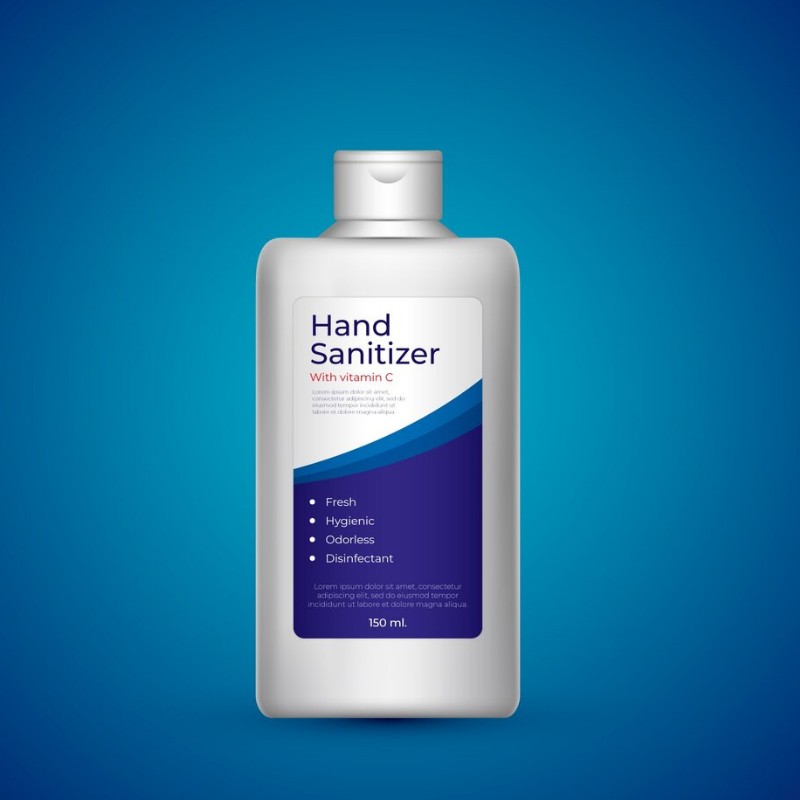 Hand
Sanitizer
With vitamin C
Lorem ipsum dolor sit amet,
consectetur adipiscing elit, sed do
eiusmod tempor incididunt ut
labore et dolore magna aliqua.
Fresh
Hygienic
Odorless
Disinfectant
Lorem ipsum dolor sit amet, consectetur
adipiscing elit, sed do eiusmod tempor
incididunt ut labore et dolore magna aliqua.
150 ml.